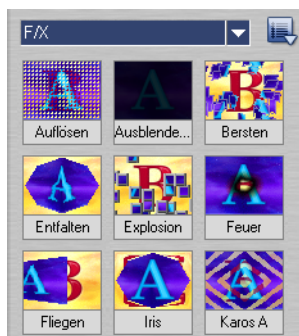 F/X
Auflösen Ausblende... Bersten
Entfalten Explosion Feuer
Fliegen Iris Karos A